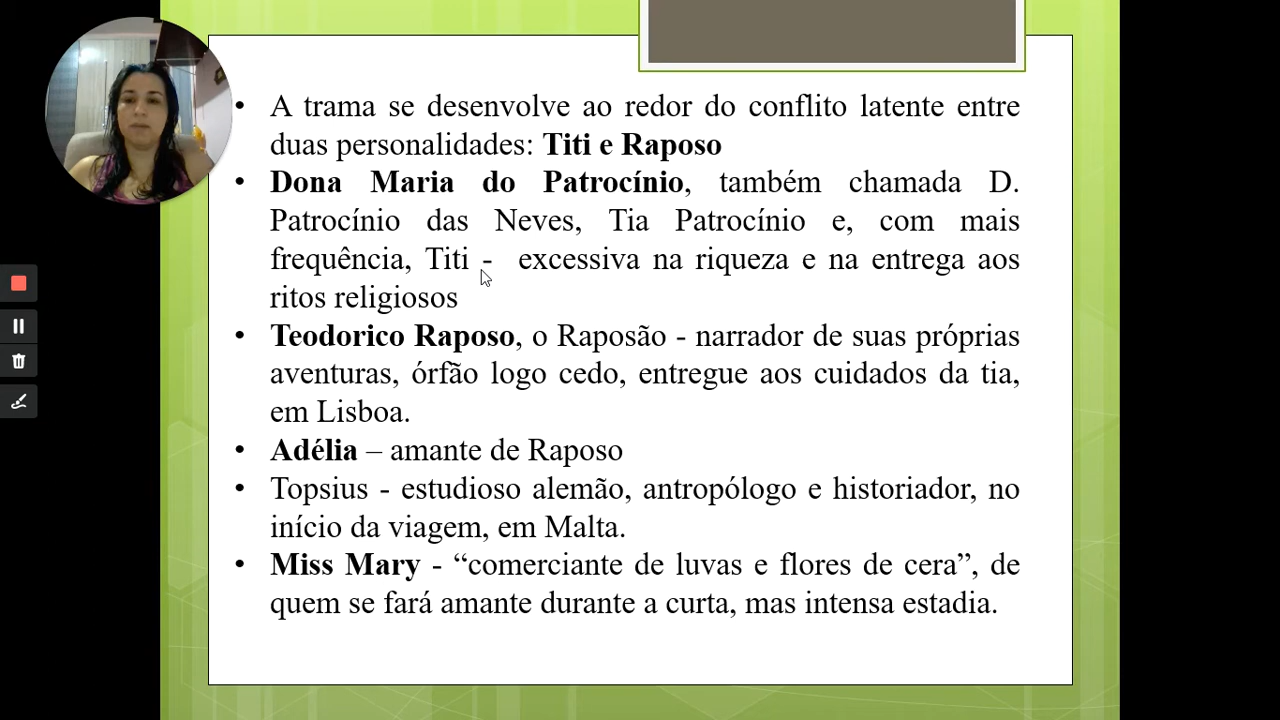 • A trama se desenvolve ao redor do conflito latente entre
duas personalidades: Titi e Raposo
• Dona Maria do Patrocínio, também chamada D.
Patrocínio das Neves, Tia Patrocínio e, com mais
frequência, Titi - excessiva na riqueza e na entrega aos
ritos religiosos
• Teodorico Raposo, o Raposão - narrador de suas próprias
aventuras, órfão logo cedo, entregue aos cuidados da tia,
em Lisboa.
• Adélia – amante de Raposo
• Topsius - estudioso alemão, antropólogo e historiador, no
início da viagem, em Malta.
• Miss Mary - “comerciante de luvas e flores de cera”, de
quem se fará amante durante a curta, mas intensa estadia.